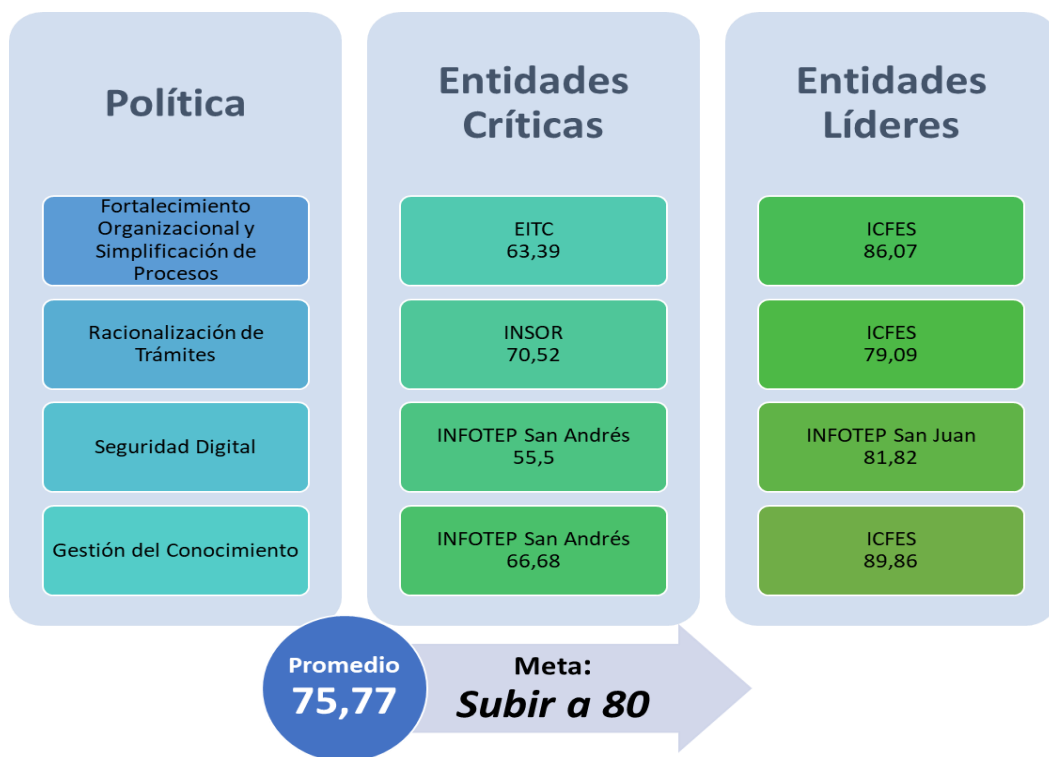 Política
Fortalecimiento
Organizacional y
Simplificación de
Procesos
Racionalización de
Trámites
Seguridad Digital
Gestión del Conocimiento
Entidades
Críticas
EITC
63,39
INSOR
70,52
INFOTEP San Andrés
55,5
INFOTEP San Andrés
66,68
Entidades
Líderes
ICFES
86,07
ICFES
79,09
INFOTEP San Juan
81,82
ICFES
89,86
Promedio
75,77
Meta:
Subir a 80